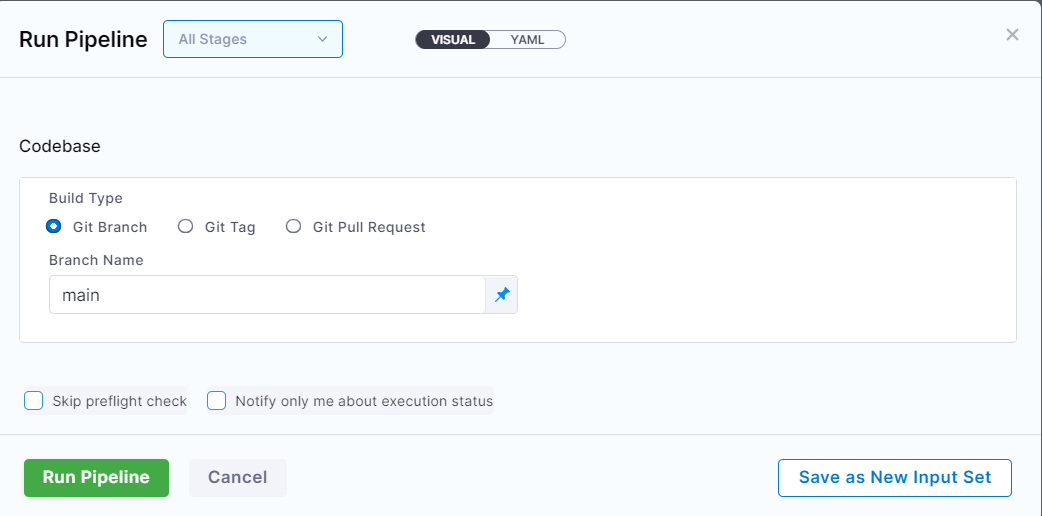 Run Pipeline All Stages VISUAL YAML
Codebase
Build Type
Git Branch Git Tag Git Pull Request
Branch Name
main
Skip preflight check Notify only me about execution status
Run Pipeline Cancel Save as New Input Set